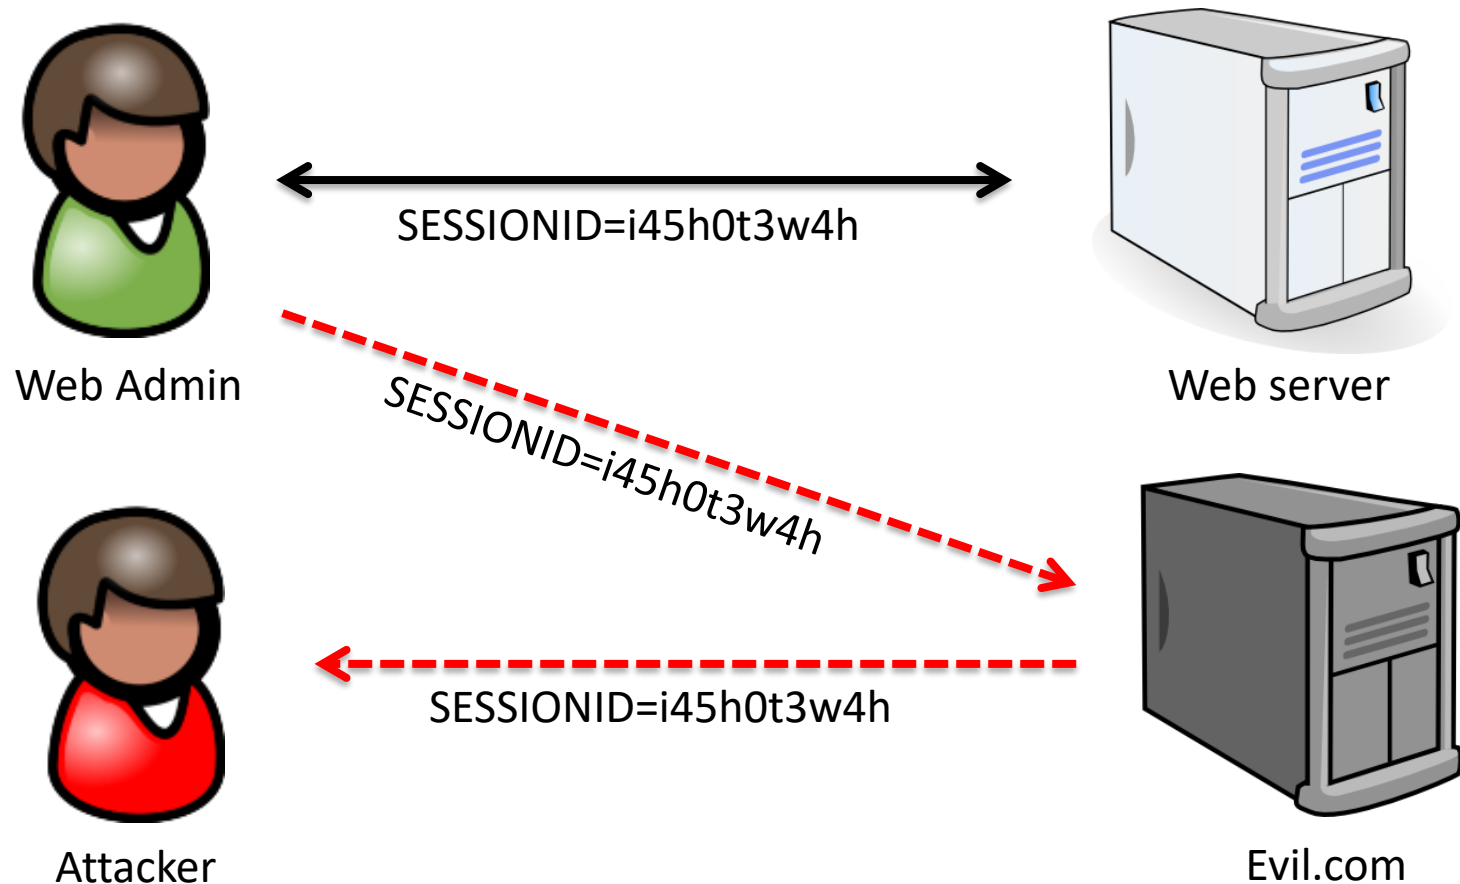 SESSIONID=i45h0t3w4h
Web Admin
Web server
SESSIONID=i45h0t3w4h
SESSIONID=i45h0t3w4h
Attacker
Evil.com